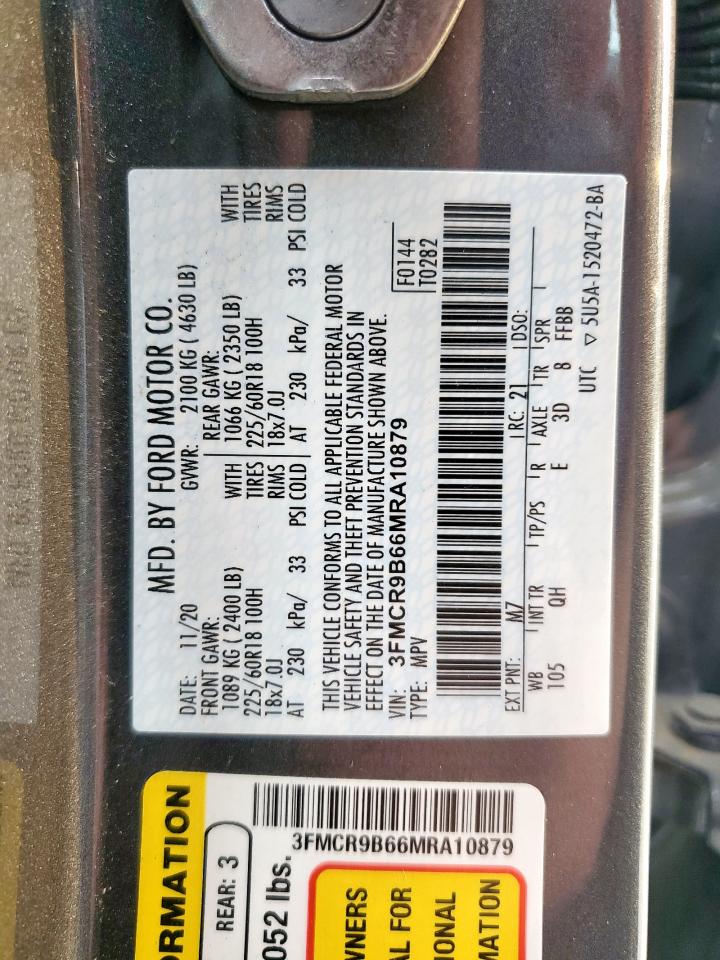 MFD. BY FORD MOTOR CO.
DATE: 11/20 GVWR: 2100 KG ( 4630 LB)
FRONT GAWR: REAR GAWR:
1089 KG ( 2400 LB) WITH 1066 KG ( 2350 LB) WITH
225/60R18 100H TIRES 225/60R18 100H TIRES
18x7.0J RIMS 18x7.0J RIMS
AT 230 kPa/ 33 PSI COLD AT 230 kPa/ 33 PSI COLD
THIS VEHICLE CONFORMS TO ALL APPLICABLE FEDERAL MOTOR
VEHICLE SAFETY AND THEFT PREVENTION STANDARDS IN
EFFECT ON THE DATE OF MANUFACTURE SHOWN ABOVE.
VIN: 3FMCR9B66MRA10879 F0144
TYPE: MPV T0282
EXT PNT: M7 RC: 21 DSO:
WB INT TR TP/PS R AXLE TR SPR
105 QH E 3D 8 FFBB
UTC ▽ 5U5A-1520472-BA
ORMATION
REAR: 3
052 lbs.
3FMCR9B66MRA10879
WNERS
AL FOR
IONAL
MATION